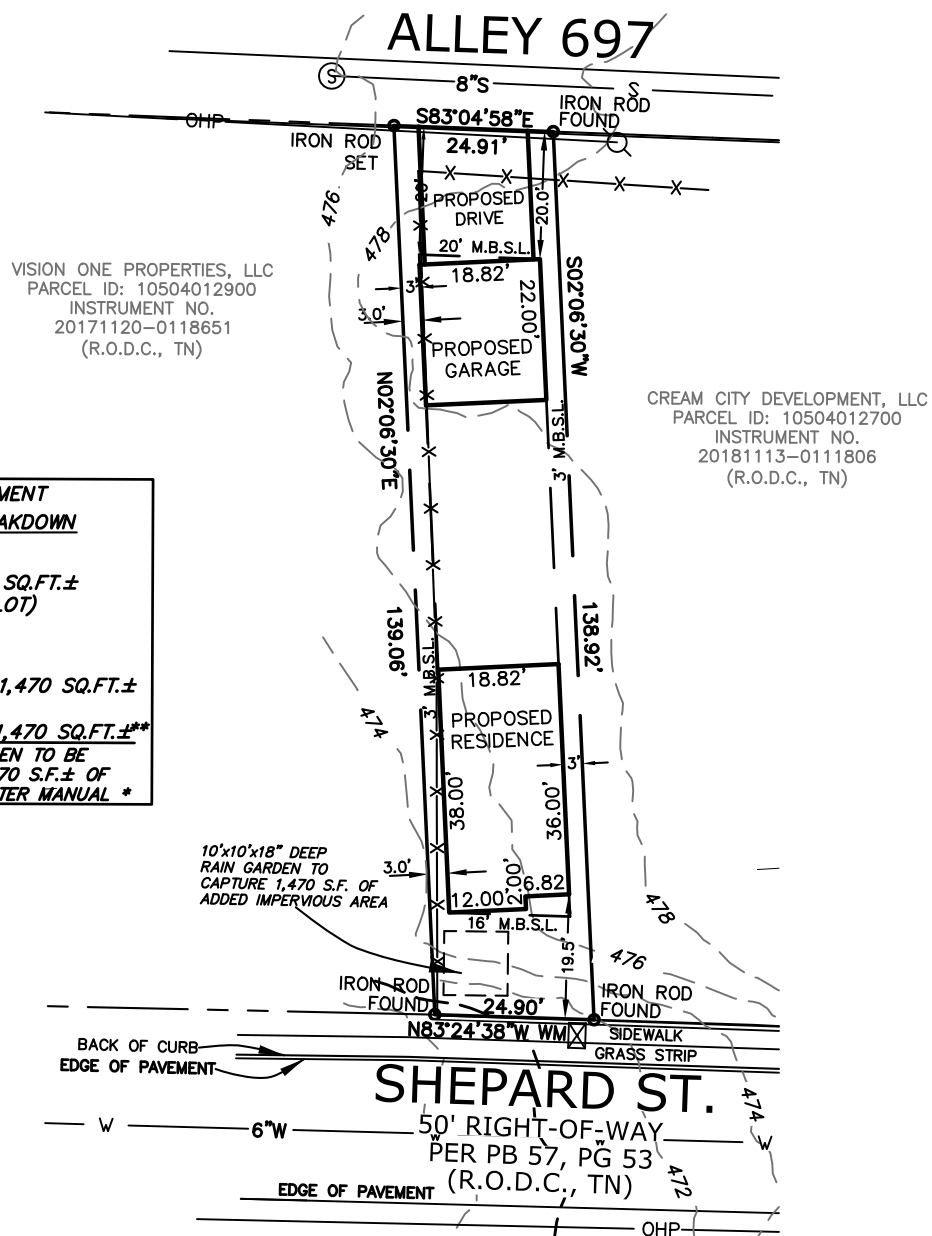 ALLEY 697
S
8"S
S
OHP
S83°04'58"E
IRON ROD
FOUND
IRON ROD
SET
24.91'
476
478
20'
PROPOSED
DRIVE
20.0'
20' M.B.S.L.
18.82'
22.00'
3'
3.0'
PROPOSED
GARAGE
S02°06'30"W
N02°06'30"E
3' M.B.S.L.
VISION ONE PROPERTIES, LLC
PARCEL ID: 10504012900
INSTRUMENT NO.
20171120-0118651
(R.O.D.C., TN)
CREAM CITY DEVELOPMENT, LLC
PARCEL ID: 10504012700
INSTRUMENT NO.
20181113-0111806
(R.O.D.C., TN)
MENT
AKDOWN
SQ.FT.±
LOT)
1,470 SQ.FT.±
1,470 SQ.FT.±**
EN TO BE
70 S.F.± OF
TER MANUAL *
139.06'
138.92'
3' M.B.S.L.
474
18.82'
PROPOSED
RESIDENCE
3'
38.00'
36.00'
3.0'
12.00'
2.00'
6.82
16' M.B.S.L.
19.5'
10'x10'x18" DEEP
RAIN GARDEN TO
CAPTURE 1,470 S.F. OF
ADDED IMPERVIOUS AREA
478
476
IRON ROD
FOUND
24.90'
IRON ROD
FOUND
N83°24'38"W
WM
SIDEWALK
GRASS STRIP
BACK OF CURB
EDGE OF PAVEMENT
SHEPARD ST.
50' RIGHT-OF-WAY
PER PB 57, PG 53
(R.O.D.C., TN)
W
6"W
W
W
W
474
472
EDGE OF PAVEMENT
OHP